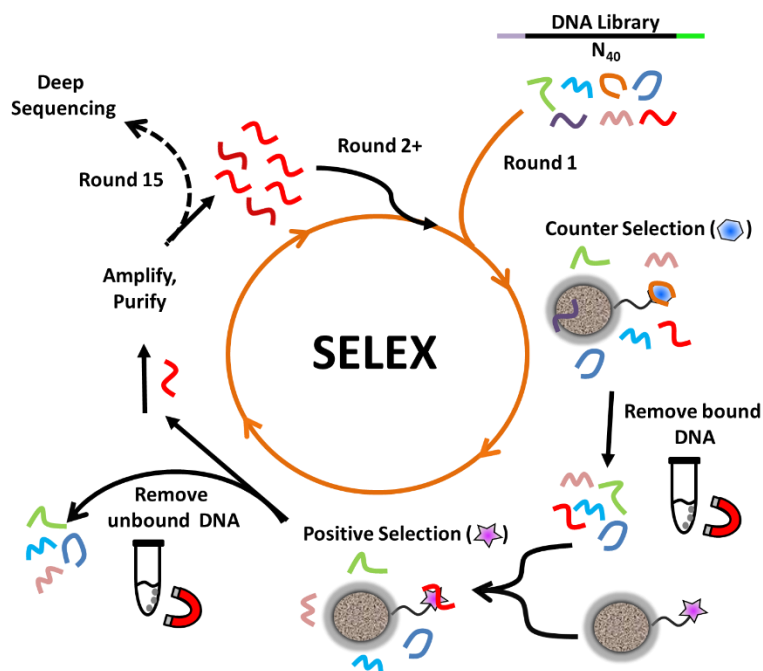 DNA Library
N40
Deep
Sequencing
Round 2+
Round 1
Round 15
Counter Selection ( )
Amplify,
Purify
SELEX
Remove bound
DNA
Remove
unbound DNA
Positive Selection ( )